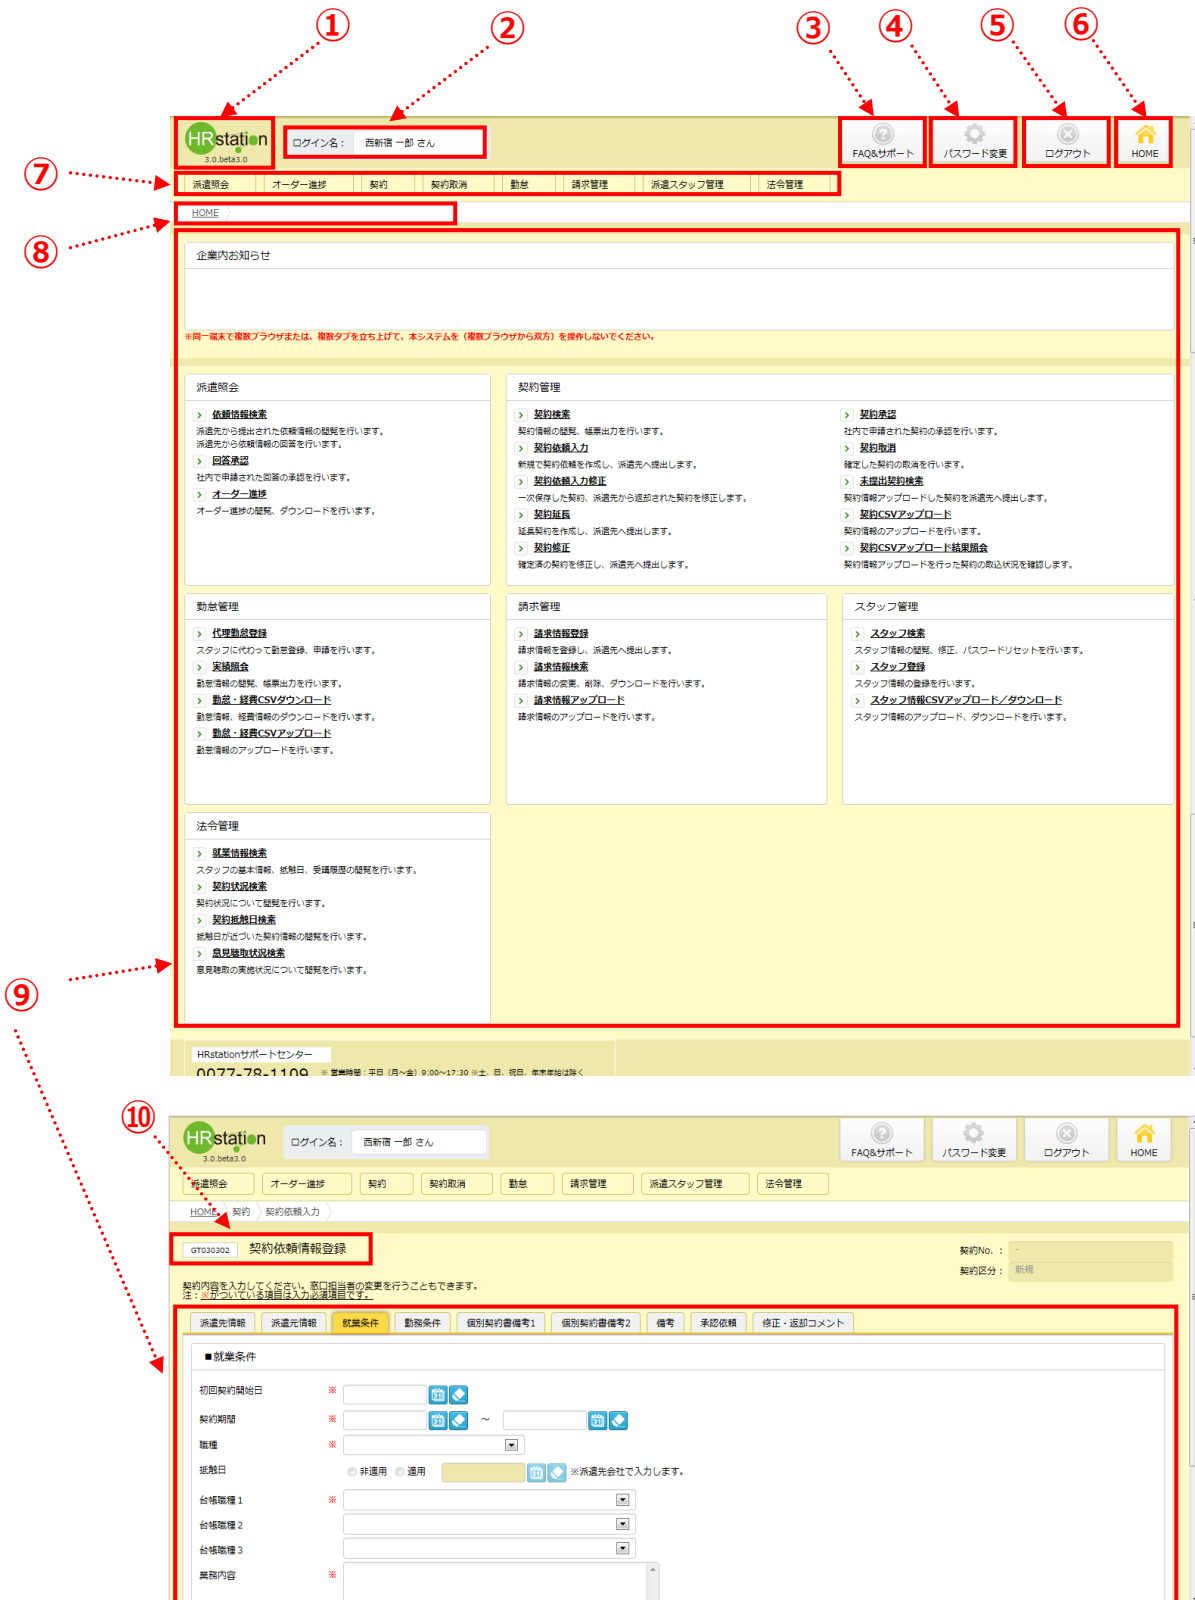 ① ② ③ ④ ⑤ ⑥
HRstation
3.0.beta3.0
ログイン名： 西新宿 一郎 さん
FAQ&サポート パスワード変更 ログアウト HOME
⑦
派遣照会 オーダー進捗 契約 契約取消 勤怠 請求管理 派遣スタッフ管理 法令管理
HOME
⑧
企業内お知らせ
※同一端末で複数ブラウザまたは、複数タブを立ち上げて、本システムを（複数ブラウザから双方）を操作しないでください。
派遣照会
依頼情報検索
派遣先から提出された依頼情報の閲覧を行います。
派遣先から依頼情報の回答を行います。
回答承認
社内で申請された回答の承認を行います。
オーダー進捗
オーダー進捗の閲覧、ダウンロードを行います。
契約管理
契約検索
契約情報の閲覧、帳票出力を行います。
契約依頼入力
新規で契約依頼を作成し、派遣先へ提出します。
契約依頼入力修正
一次保存した契約、派遣先から返却された契約を修正します。
契約延長
延長契約を作成し、派遣先へ提出します。
契約修正
確定済の契約を修正し、派遣先へ提出します。
契約承認
社内で申請された契約の承認を行います。
契約取消
確定した契約の取消を行います。
未提出契約検索
契約情報アップロードした契約を派遣先へ提出します。
契約CSVアップロード
契約情報のアップロードを行います。
契約CSVアップロード結果照会
契約情報アップロードを行った契約の取込状況を確認します。
勤怠管理
代理勤怠登録
スタッフに代わって勤怠登録、申請を行います。
実績照会
勤怠情報の閲覧、帳票出力を行います。
勤怠・経費CSVダウンロード
勤怠情報、経費情報のダウンロードを行います。
勤怠・経費CSVアップロード
勤怠情報のアップロードを行います。
請求管理
請求情報登録
請求情報を登録し、派遣先へ提出します。
請求情報検索
請求情報の変更、削除、ダウンロードを行います。
請求情報アップロード
請求情報のアップロードを行います。
スタッフ管理
スタッフ検索
スタッフ情報の閲覧、修正、パスワードリセットを行います。
スタッフ登録
スタッフ情報の登録を行います。
スタッフ情報CSVアップロード／ダウンロード
スタッフ情報のアップロード、ダウンロードを行います。
法令管理
就業情報検索
スタッフの基本情報、抵触日、受講履歴の閲覧を行います。
契約状況検索
契約状況について閲覧を行います。
契約抵触日検索
抵触日が近づいた契約情報の閲覧を行います。
意見聴取状況検索
意見聴取の実施状況について閲覧を行います。
⑨
HRstationサポートセンター
0077-78-1109 ※ 営業時間：平日（月～金）9:00～17:30 ※土、日、祝日、年末年始は除く
⑩
HRstation
3.0.beta3.0
ログイン名： 西新宿 一郎 さん
FAQ&サポート パスワード変更 ログアウト HOME
派遣照会 オーダー進捗 契約 契約取消 勤怠 請求管理 派遣スタッフ管理 法令管理
HOME 契約 契約依頼入力
GT030302 契約依頼情報登録
契約No.： -
契約区分： 新規
契約内容を入力してください。窓口担当者の変更を行うこともできます。
注：※がついている項目は入力必須項目です。
派遣先情報 派遣元情報 就業条件 勤務条件 個別契約書備考1 個別契約書備考2 備考 承認依頼 修正・返却コメント
■就業条件
初回契約開始日 ※ 31
契約期間 ※ 31 ～ 31
職種 ※
抵触日 非適用 適用 31 ※派遣先会社で入力します。
台帳職種１ ※
台帳職種２
台帳職種３
業務内容 ※